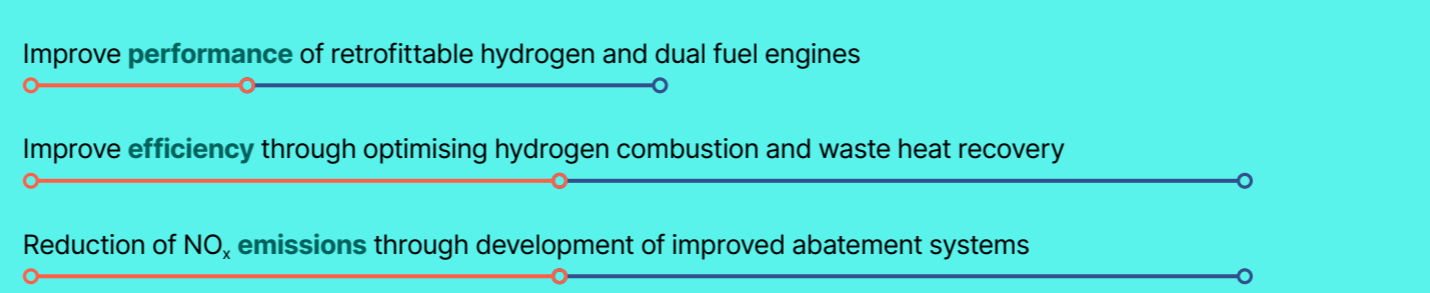 Improve performance of retrofittable hydrogen and dual fuel engines
Improve efficiency through optimising hydrogen combustion and waste heat recovery
Reduction of NOₓ emissions through development of improved abatement systems